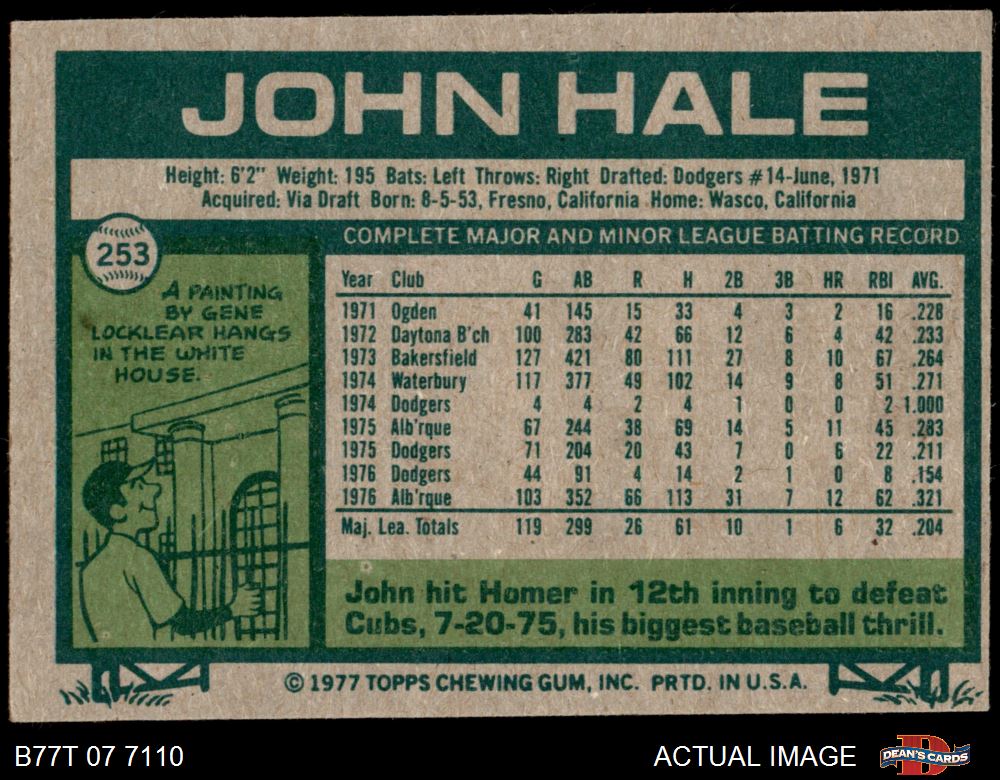 JOHN HALE
Height: 6'2" Weight: 195 Bats: Left Throws: Right Drafted: Dodgers #14-June, 1971
Acquired: Via Draft Born: 8-5-53, Fresno, California Home: Wasco, California
253
A PAINTING
BY GENE
LOCKLEAR HANGS
IN THE WHITE
HOUSE.
COMPLETE MAJOR AND MINOR LEAGUE BATTING RECORD
Year Club G AB R H 2B 3B HR RBI AVG.
1971 Ogden 41 145 15 33 4 3 2 16 .228
1972 Daytona B'ch 100 283 42 66 12 6 4 42 .233
1973 Bakersfield 127 421 80 111 27 8 10 67 .264
1974 Waterbury 117 377 49 102 14 9 8 51 .271
1974 Dodgers 4 4 2 4 1 0 0 2 1.000
1975 Alb'rque 67 244 38 69 14 5 11 45 .283
1975 Dodgers 71 204 20 43 7 0 6 22 .211
1976 Dodgers 44 91 4 14 2 1 0 8 .154
1976 Alb'rque 103 352 66 113 31 7 12 62 .321
Maj. Lea. Totals 119 299 26 61 10 1 6 32 .204
John hit Homer in 12th inning to defeat
Cubs, 7-20-75, his biggest baseball thrill.
© 1977 TOPPS CHEWING GUM, INC. PRTD. IN U.S.A.
B77T 07 7110
ACTUAL IMAGE
D
DEAN'S CARDS